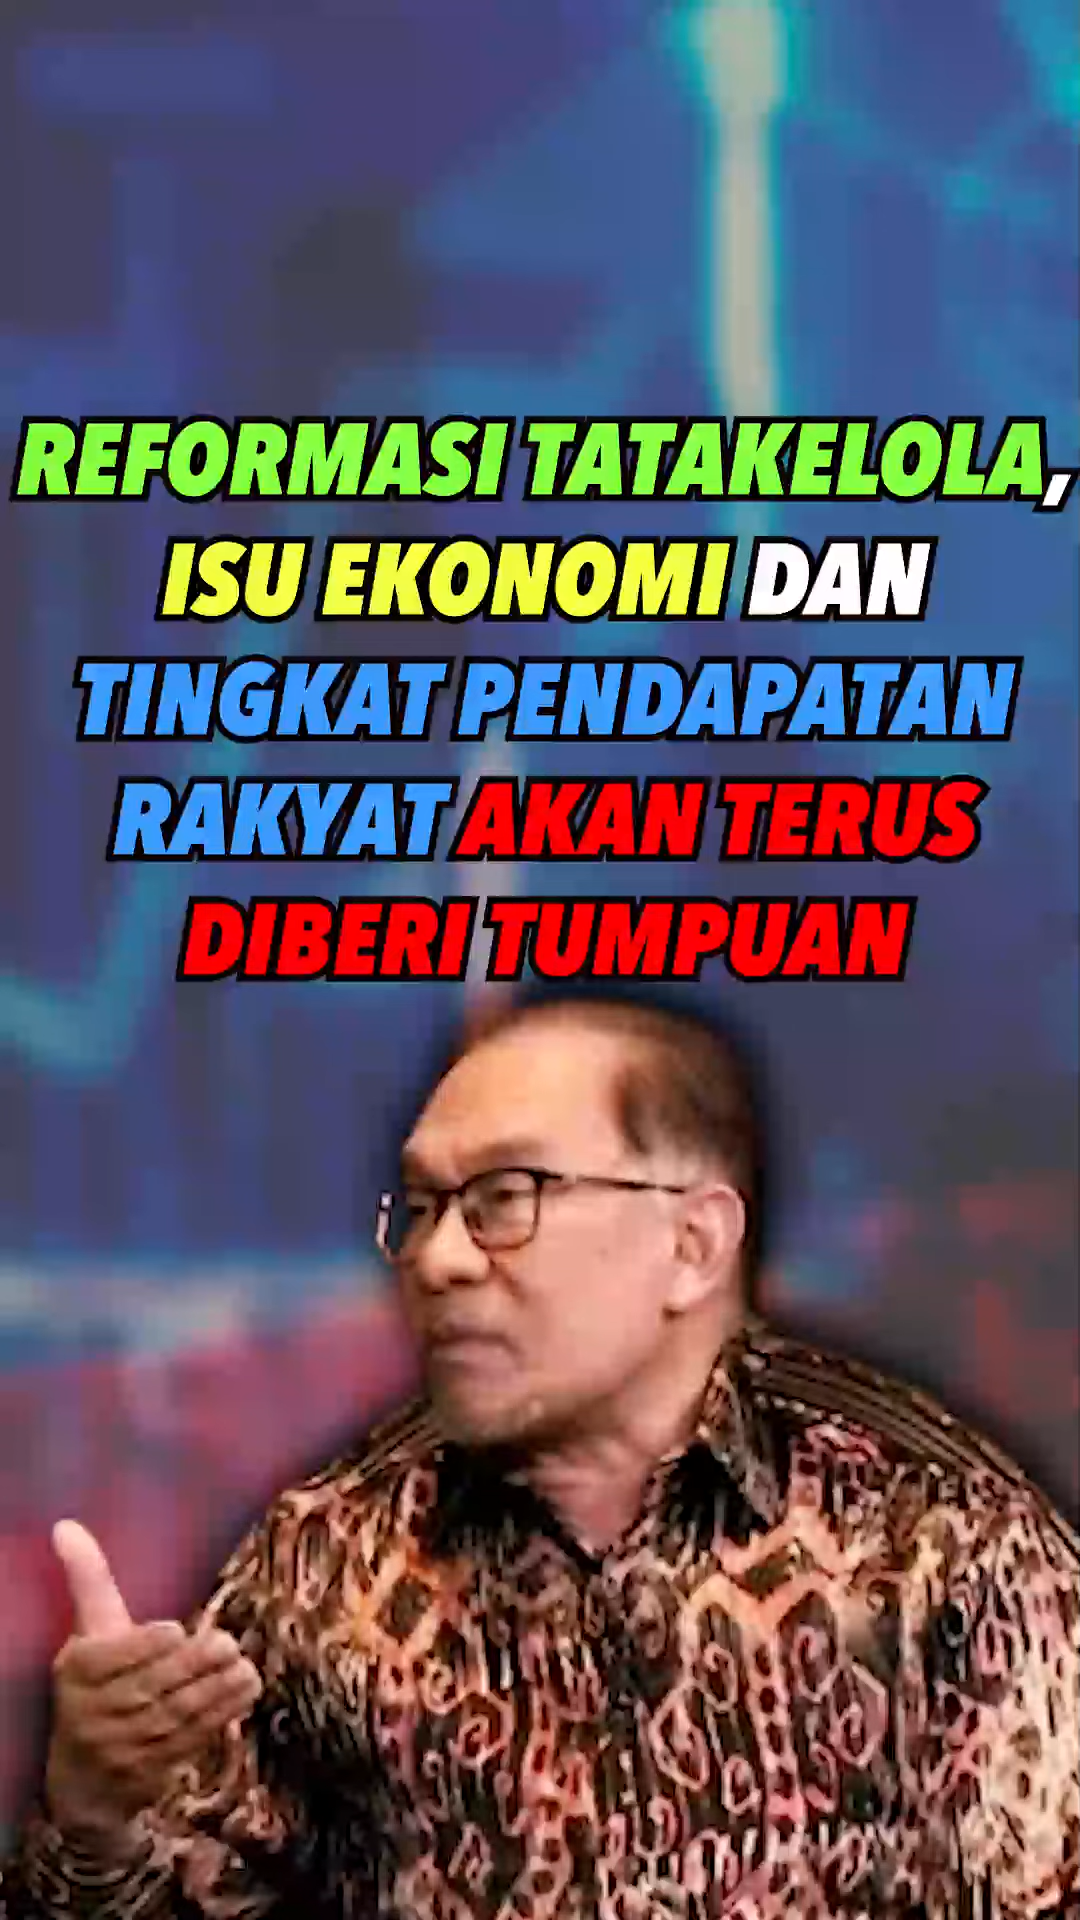 REFORMASI TATAKELOLA,
ISU EKONOMI DAN
TINGKAT PENDAPATAN
RAKYAT AKAN TERUS
DIBERI TUMPUAN